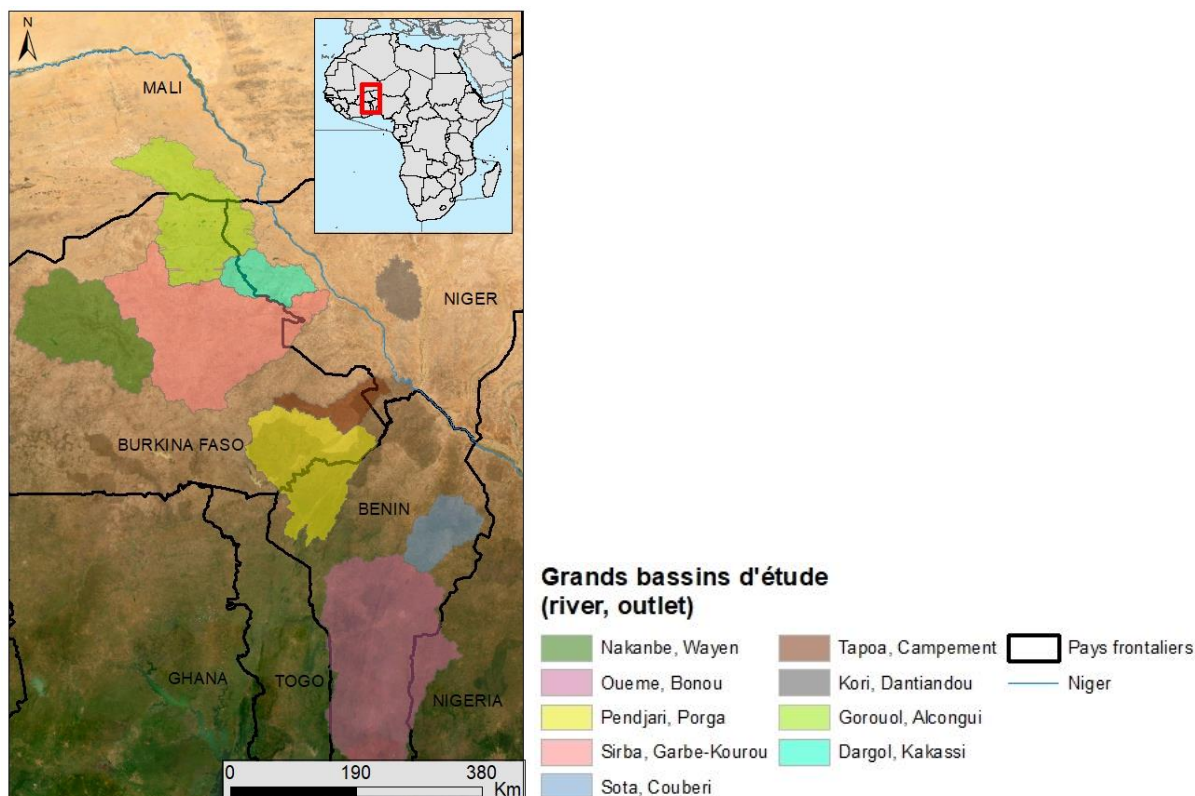 N
MALI
NIGER
BURKINA FASO
BENIN
GHANA
TOGO
NIGERIA
0 190 380
Km
Grands bassins d'étude
(river, outlet)
Nakanbe, Wayen
Oueme, Bonou
Pendjari, Porga
Sirba, Garbe-Kourou
Sota, Couberi
Tapoa, Campement
Kori, Dantiandou
Gorouol, Alcongui
Dargol, Kakassi
Pays frontaliers
Niger